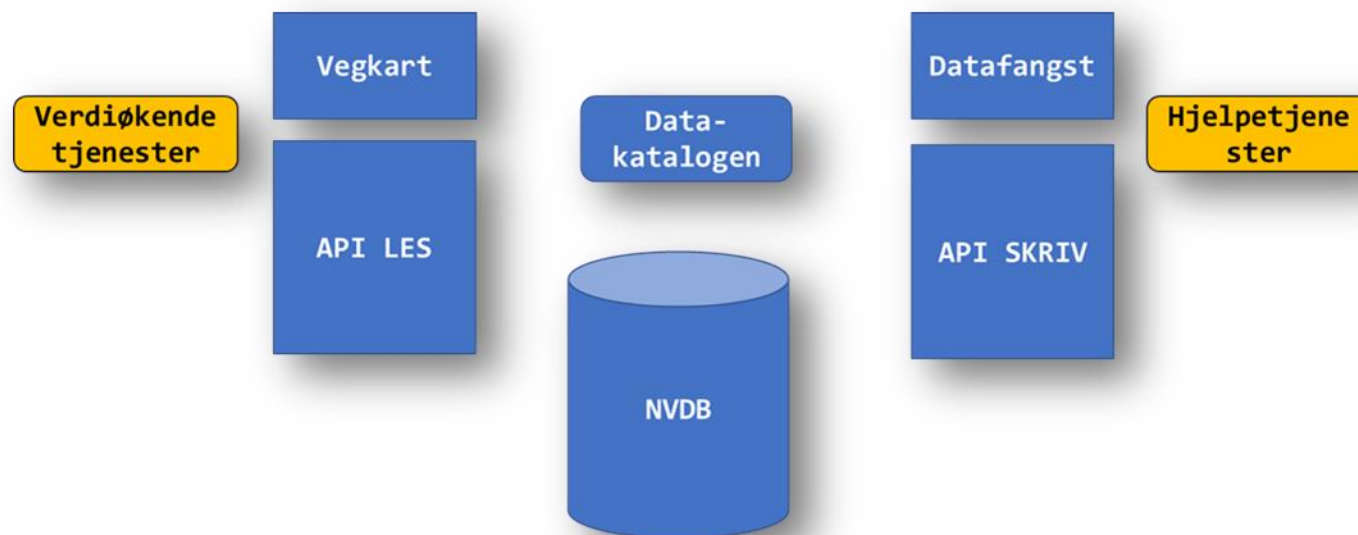 Vegkart
Datafangst
Verdiøkende
tjenester
Data-
katalogen
Hjelpetjene
ster
API LES
API SKRIV
NVDB